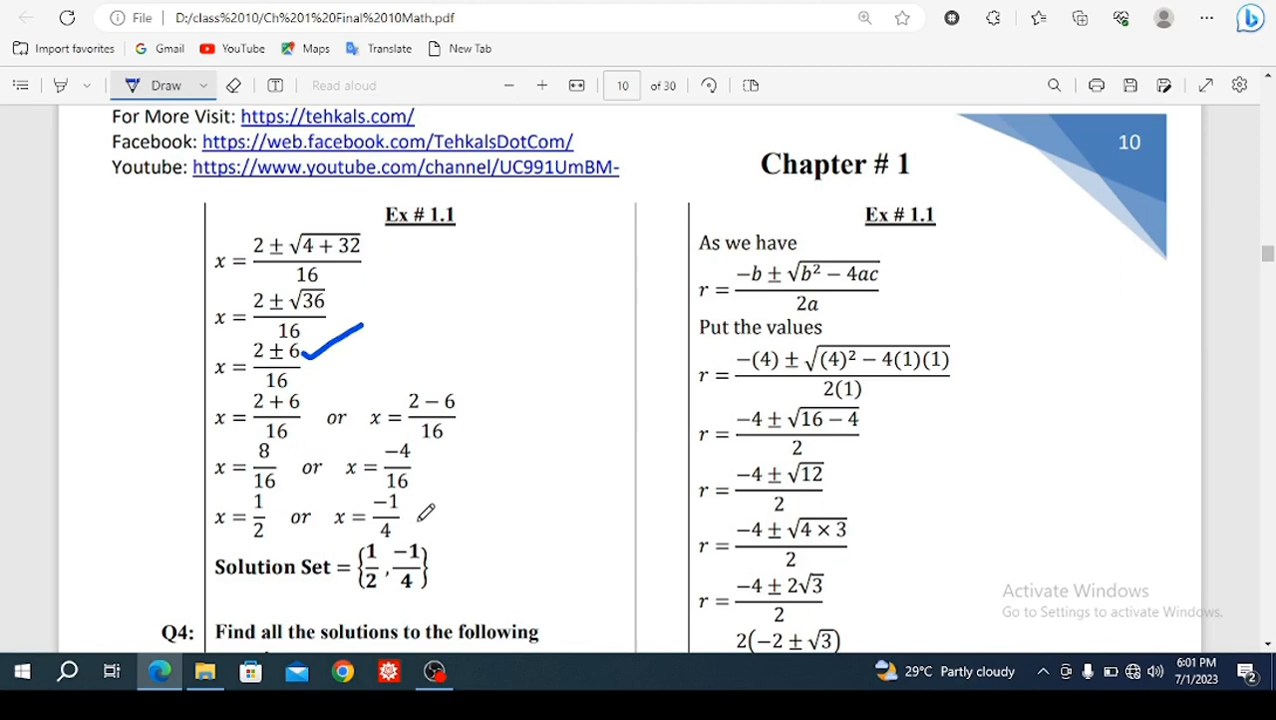 File | D:/class%2010/Ch%201%20Final%2010Math.pdf
Import favorites Gmail YouTube Maps Translate New Tab
Draw Read aloud 10 of 30
For More Visit: https://tehkals.com/
Facebook: https://web.facebook.com/TehkalsDotCom/
Youtube: https://www.youtube.com/channel/UC991UmBM-
Chapter # 1
10
Ex # 1.1
x = (2 ± √(4 + 32))/16
x = (2 ± √36)/16
x = (2 ± 6)/16
x = (2 + 6)/16 or x = (2 − 6)/16
x = 8/16 or x = −4/16
x = 1/2 or x = −1/4
Solution Set = {1/2, −1/4}
Q4: Find all the solutions to the following
Ex # 1.1
As we have
r = (−b ± √(b² − 4ac))/2a
Put the values
r = (−(4) ± √((4)² − 4(1)(1)))/2(1)
r = (−4 ± √(16 − 4))/2
r = (−4 ± √12)/2
r = (−4 ± √(4 × 3))/2
r = (−4 ± 2√3)/2
2(−2 ± √3)
Activate Windows
Go to Settings to activate Windows.
29°C Partly cloudy
6:01 PM
7/1/2023
2